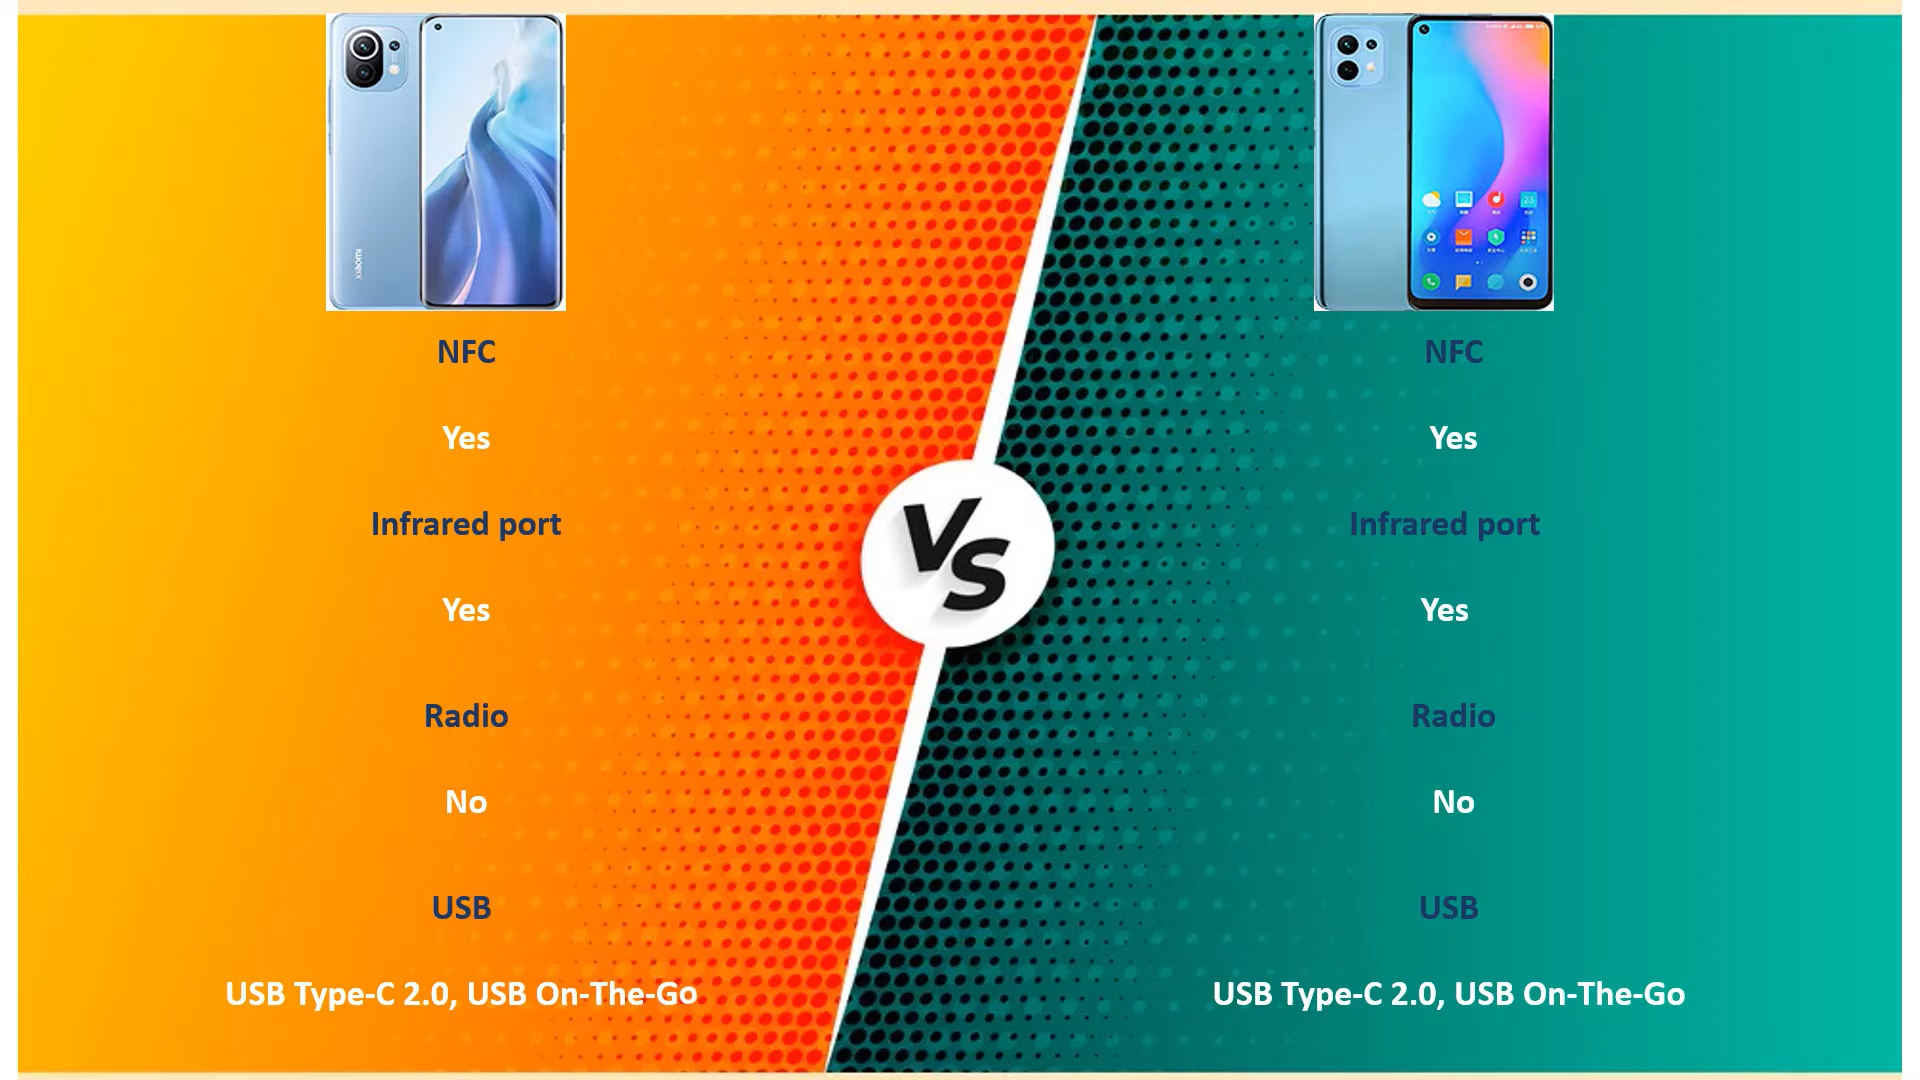 XIAOMI
NFC
Yes
Infrared port
Yes
Radio
No
USB
USB Type-C 2.0, USB On-The-Go
VS
NFC
Yes
Infrared port
Yes
Radio
No
USB
USB Type-C 2.0, USB On-The-Go